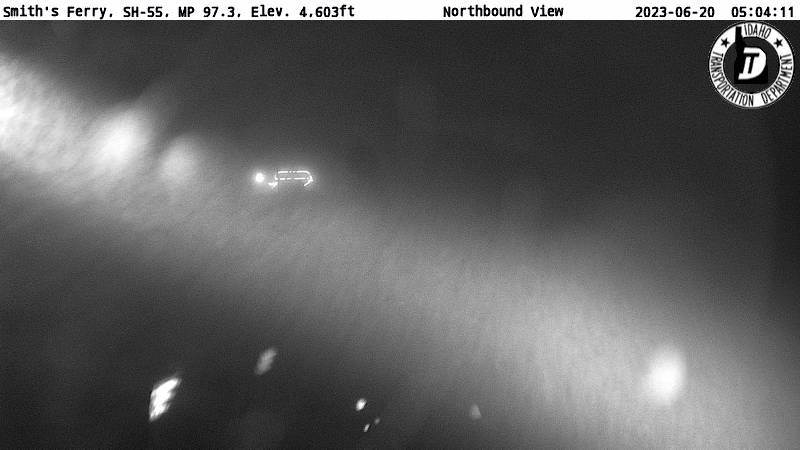 Smith's Ferry, SH-55, MP 97.3, Elev. 4,603ft Northbound View 2023-06-20 05:04:11
IDAHO
TRANSPORTATION DEPARTMENT